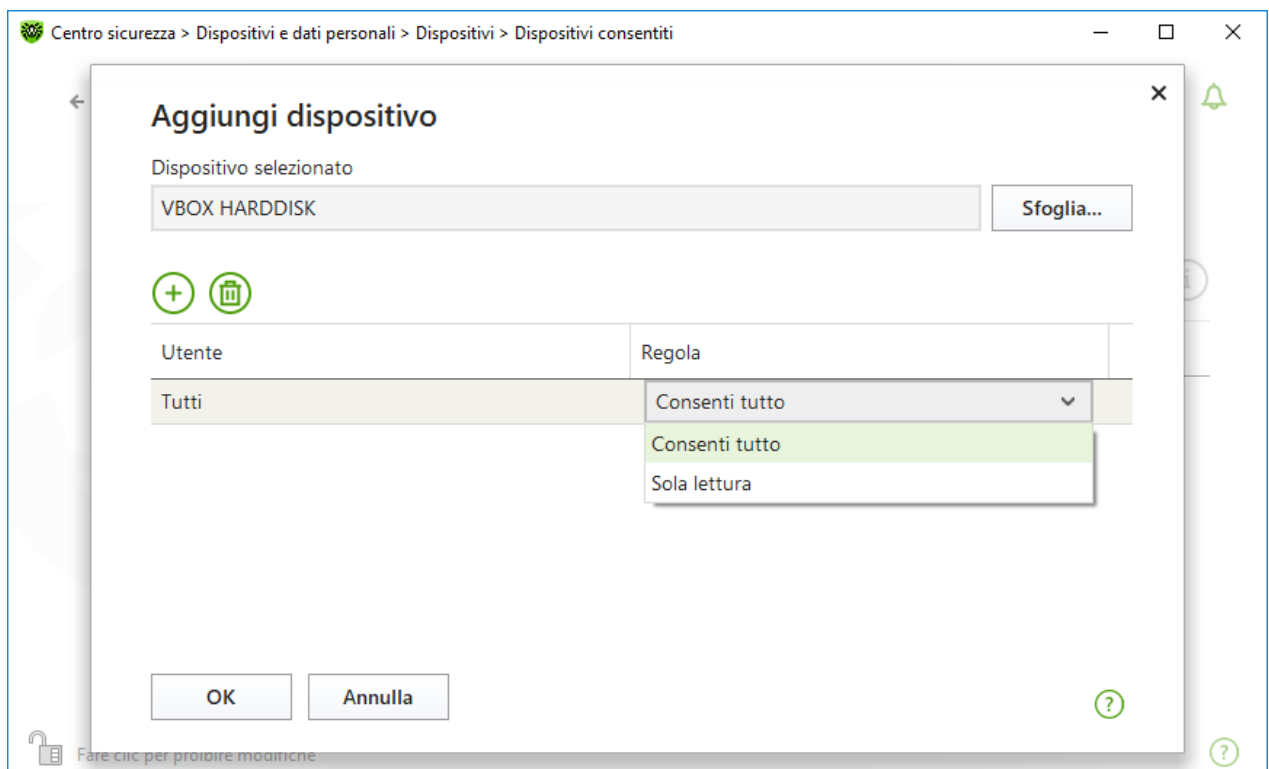 Centro sicurezza > Dispositivi e dati personali > Dispositivi > Dispositivi consentiti
Aggiungi dispositivo
Dispositivo selezionato
VBOX HARDDISK
Sfoglia...
Utente Regola
Tutti Consenti tutto
Consenti tutto
Sola lettura
OK Annulla
Fare clic per proibire modifiche